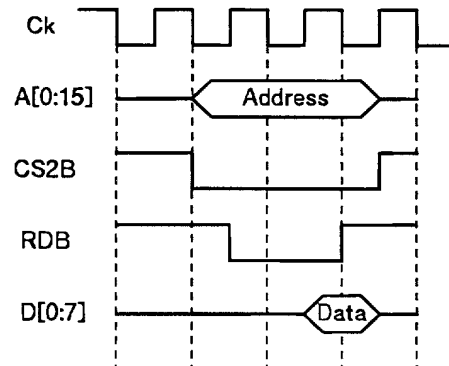 Ck
A[0:15] Address
CS2B
RDB
D[0:7] Data